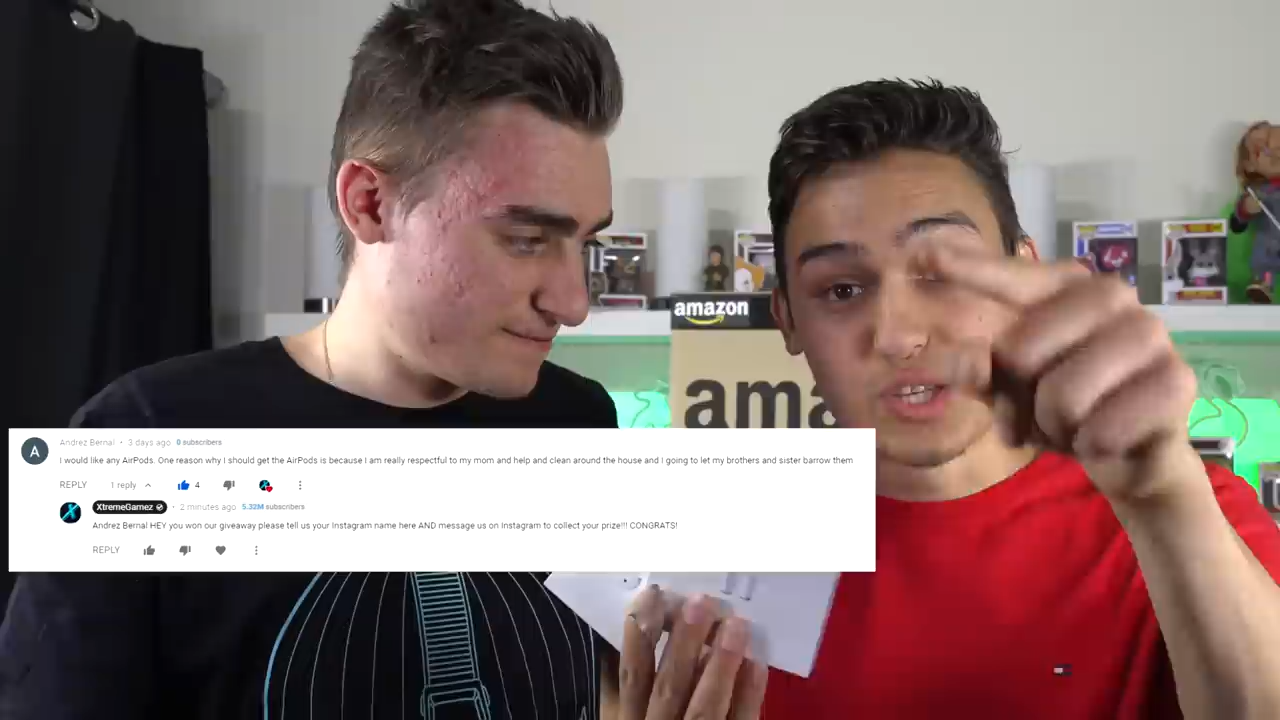 amazon
ama
A
Andrez Bernal • 3 days ago 0 subscribers
I would like any AirPods. One reason why I should get the AirPods is because I am really respectful to my mom and help and clean around the house and I going to let my brothers and sister barrow them
REPLY 1 reply 4
XtremeGamez • 2 minutes ago 5.32M subscribers
Andrez Bernal HEY you won our giveaway please tell us your Instagram name here AND message us on Instagram to collect your prize!!! CONGRATS!
REPLY